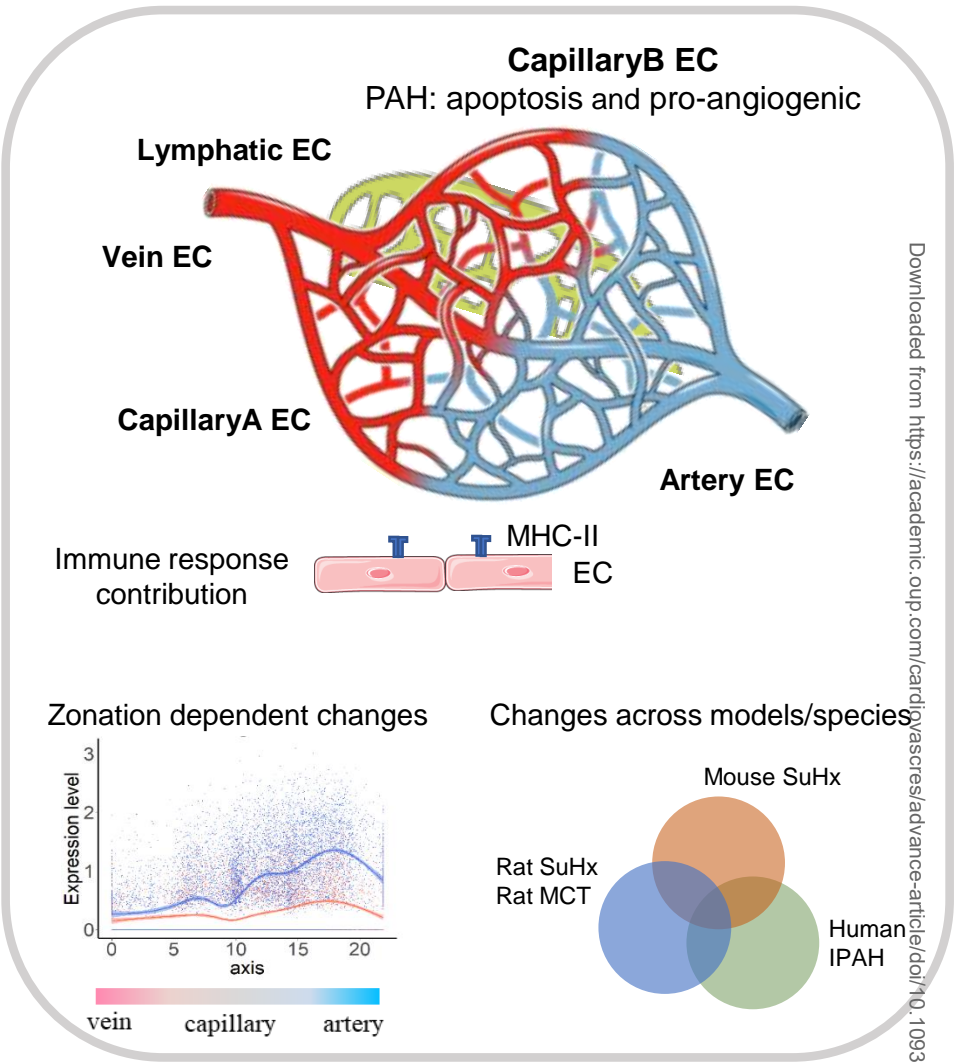 CapillaryB EC
PAH: apoptosis and pro-angiogenic
Lymphatic EC
Vein EC
CapillaryA EC
Artery EC
Immune response
contribution
MHC-II
EC
Zonation dependent changes
Expression level
3
2
1
0
0 5 10 15 20
axis
vein capillary artery
Changes across models/species
Mouse SuHx
Rat SuHx
Rat MCT
Human
IPAH
Downloaded from https://academic.oup.com/cardiovascres/advance-article/doi/10.1093